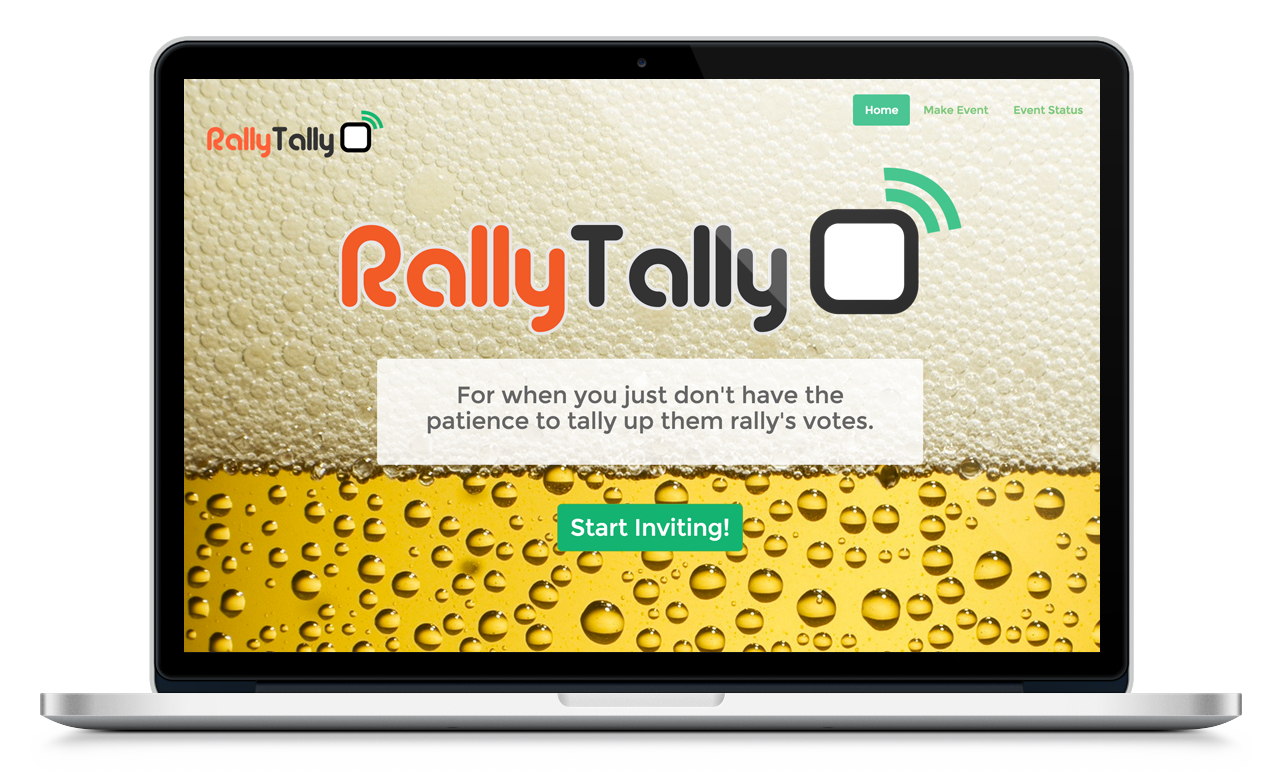 RallyTally
Home
Make Event
Event Status
RallyTally
For when you just don't have the
patience to tally up them rally's votes.
Start Inviting!